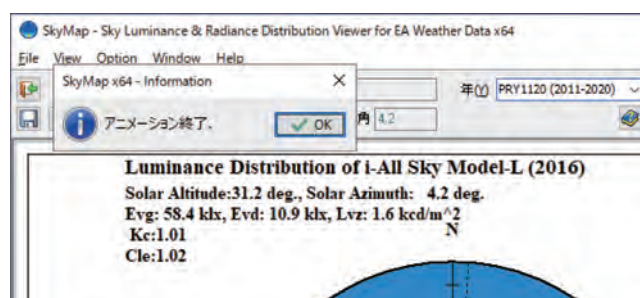 SkyMap - Sky Luminance & Radiance Distribution Viewer for EA Weather Data x64
File View Option Window Help
SkyMap x64 - Information
年(Y) PRY1120 (2011-2020)
アニメーション終了.
OK
角 4.2
Luminance Distribution of i-All Sky Model-L (2016)
Solar Altitude:31.2 deg., Solar Azimuth: 4.2 deg.
Evg: 58.4 klx, Evd: 10.9 klx, Lvz: 1.6 kcd/m^2
Kc:1.01
N
Cle:1.02